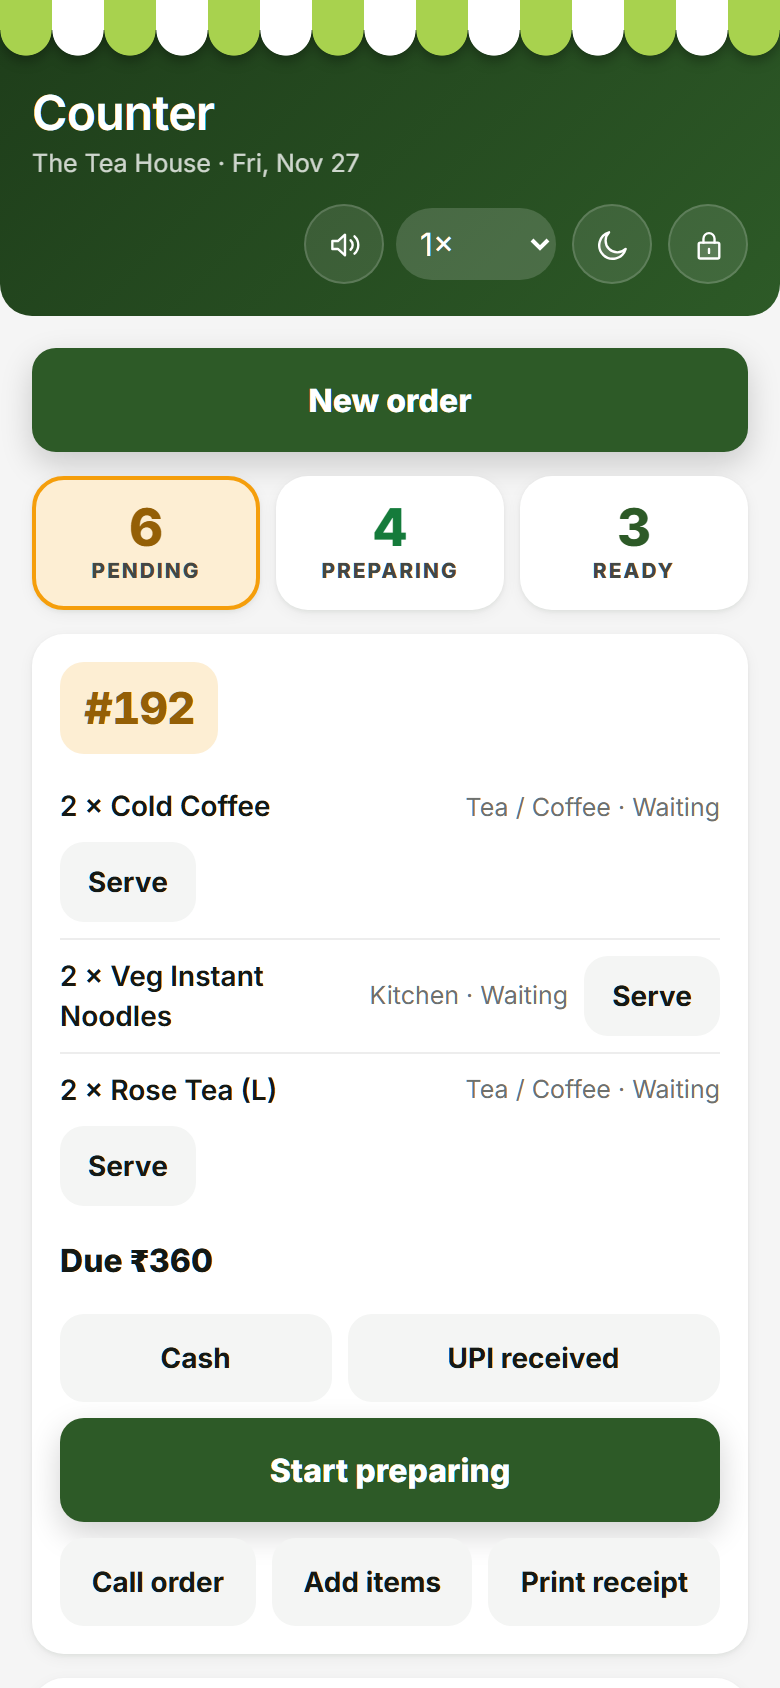 Counter
The Tea House · Fri, Nov 27
1×
New order
6
PENDING
4
PREPARING
3
READY
#192
2 × Cold Coffee
Tea / Coffee · Waiting
Serve
2 × Veg Instant
Noodles
Kitchen · Waiting
Serve
2 × Rose Tea (L)
Tea / Coffee · Waiting
Serve
Due ₹360
Cash
UPI received
Start preparing
Call order
Add items
Print receipt